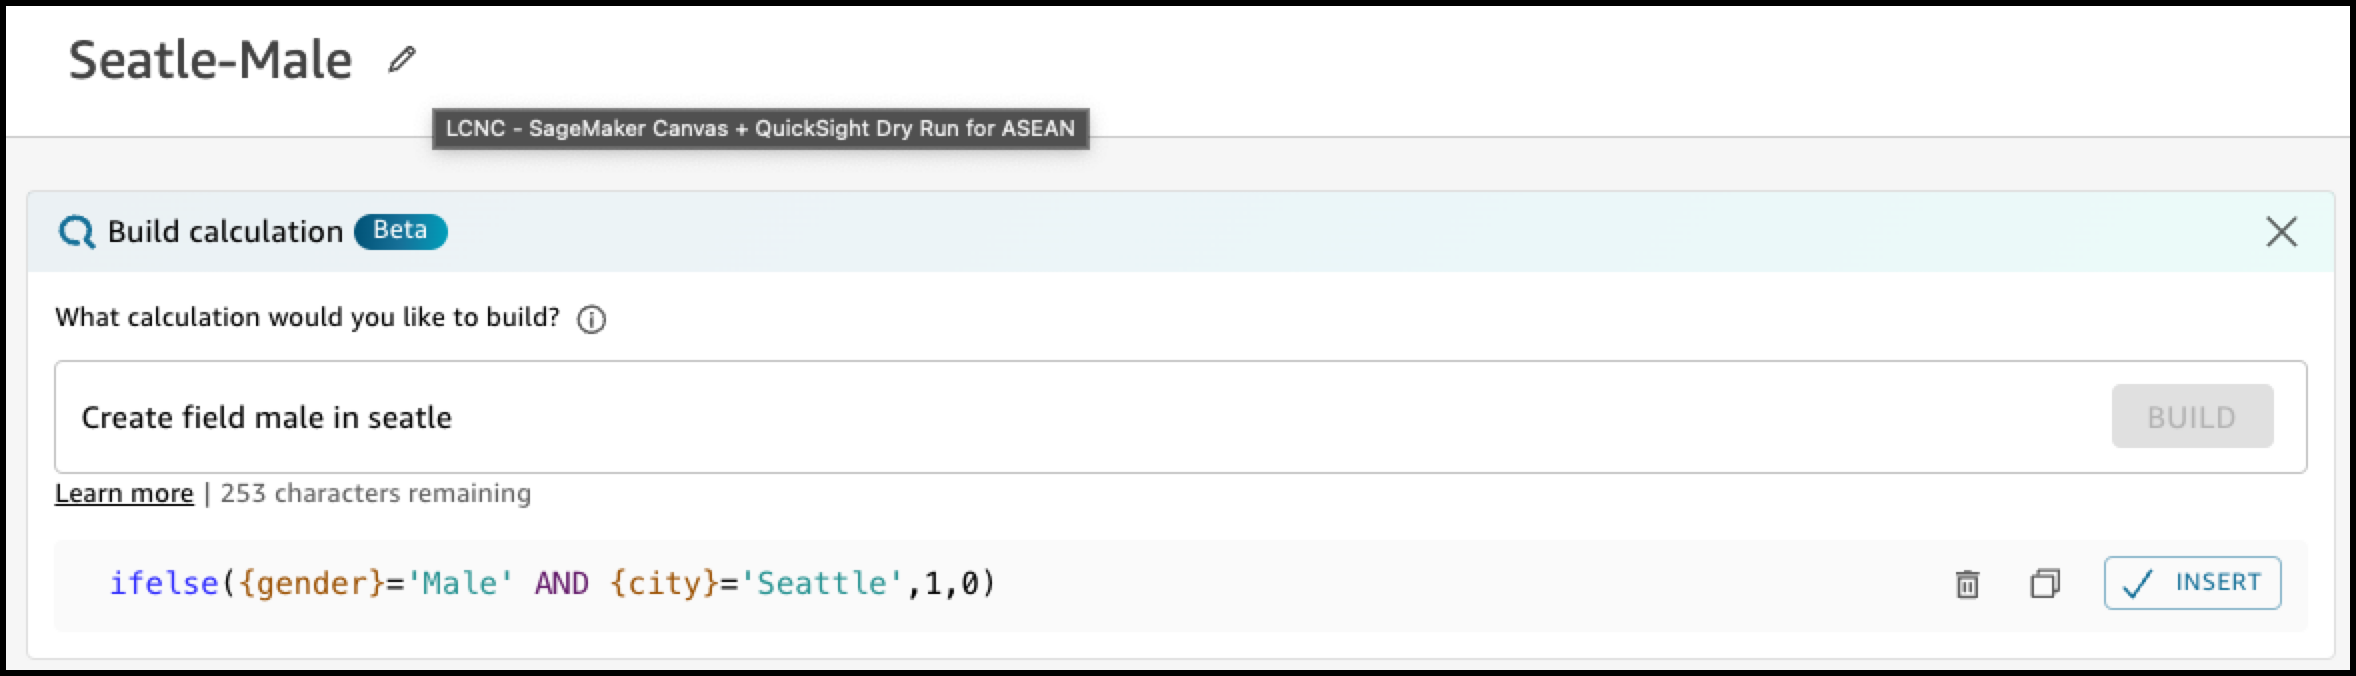 Seatle-Male
LCNC - SageMaker Canvas + QuickSight Dry Run for ASEAN
Build calculation Beta
What calculation would you like to build?
Create field male in seatle BUILD
Learn more | 253 characters remaining
ifelse({gender}='Male' AND {city}='Seattle',1,0) INSERT